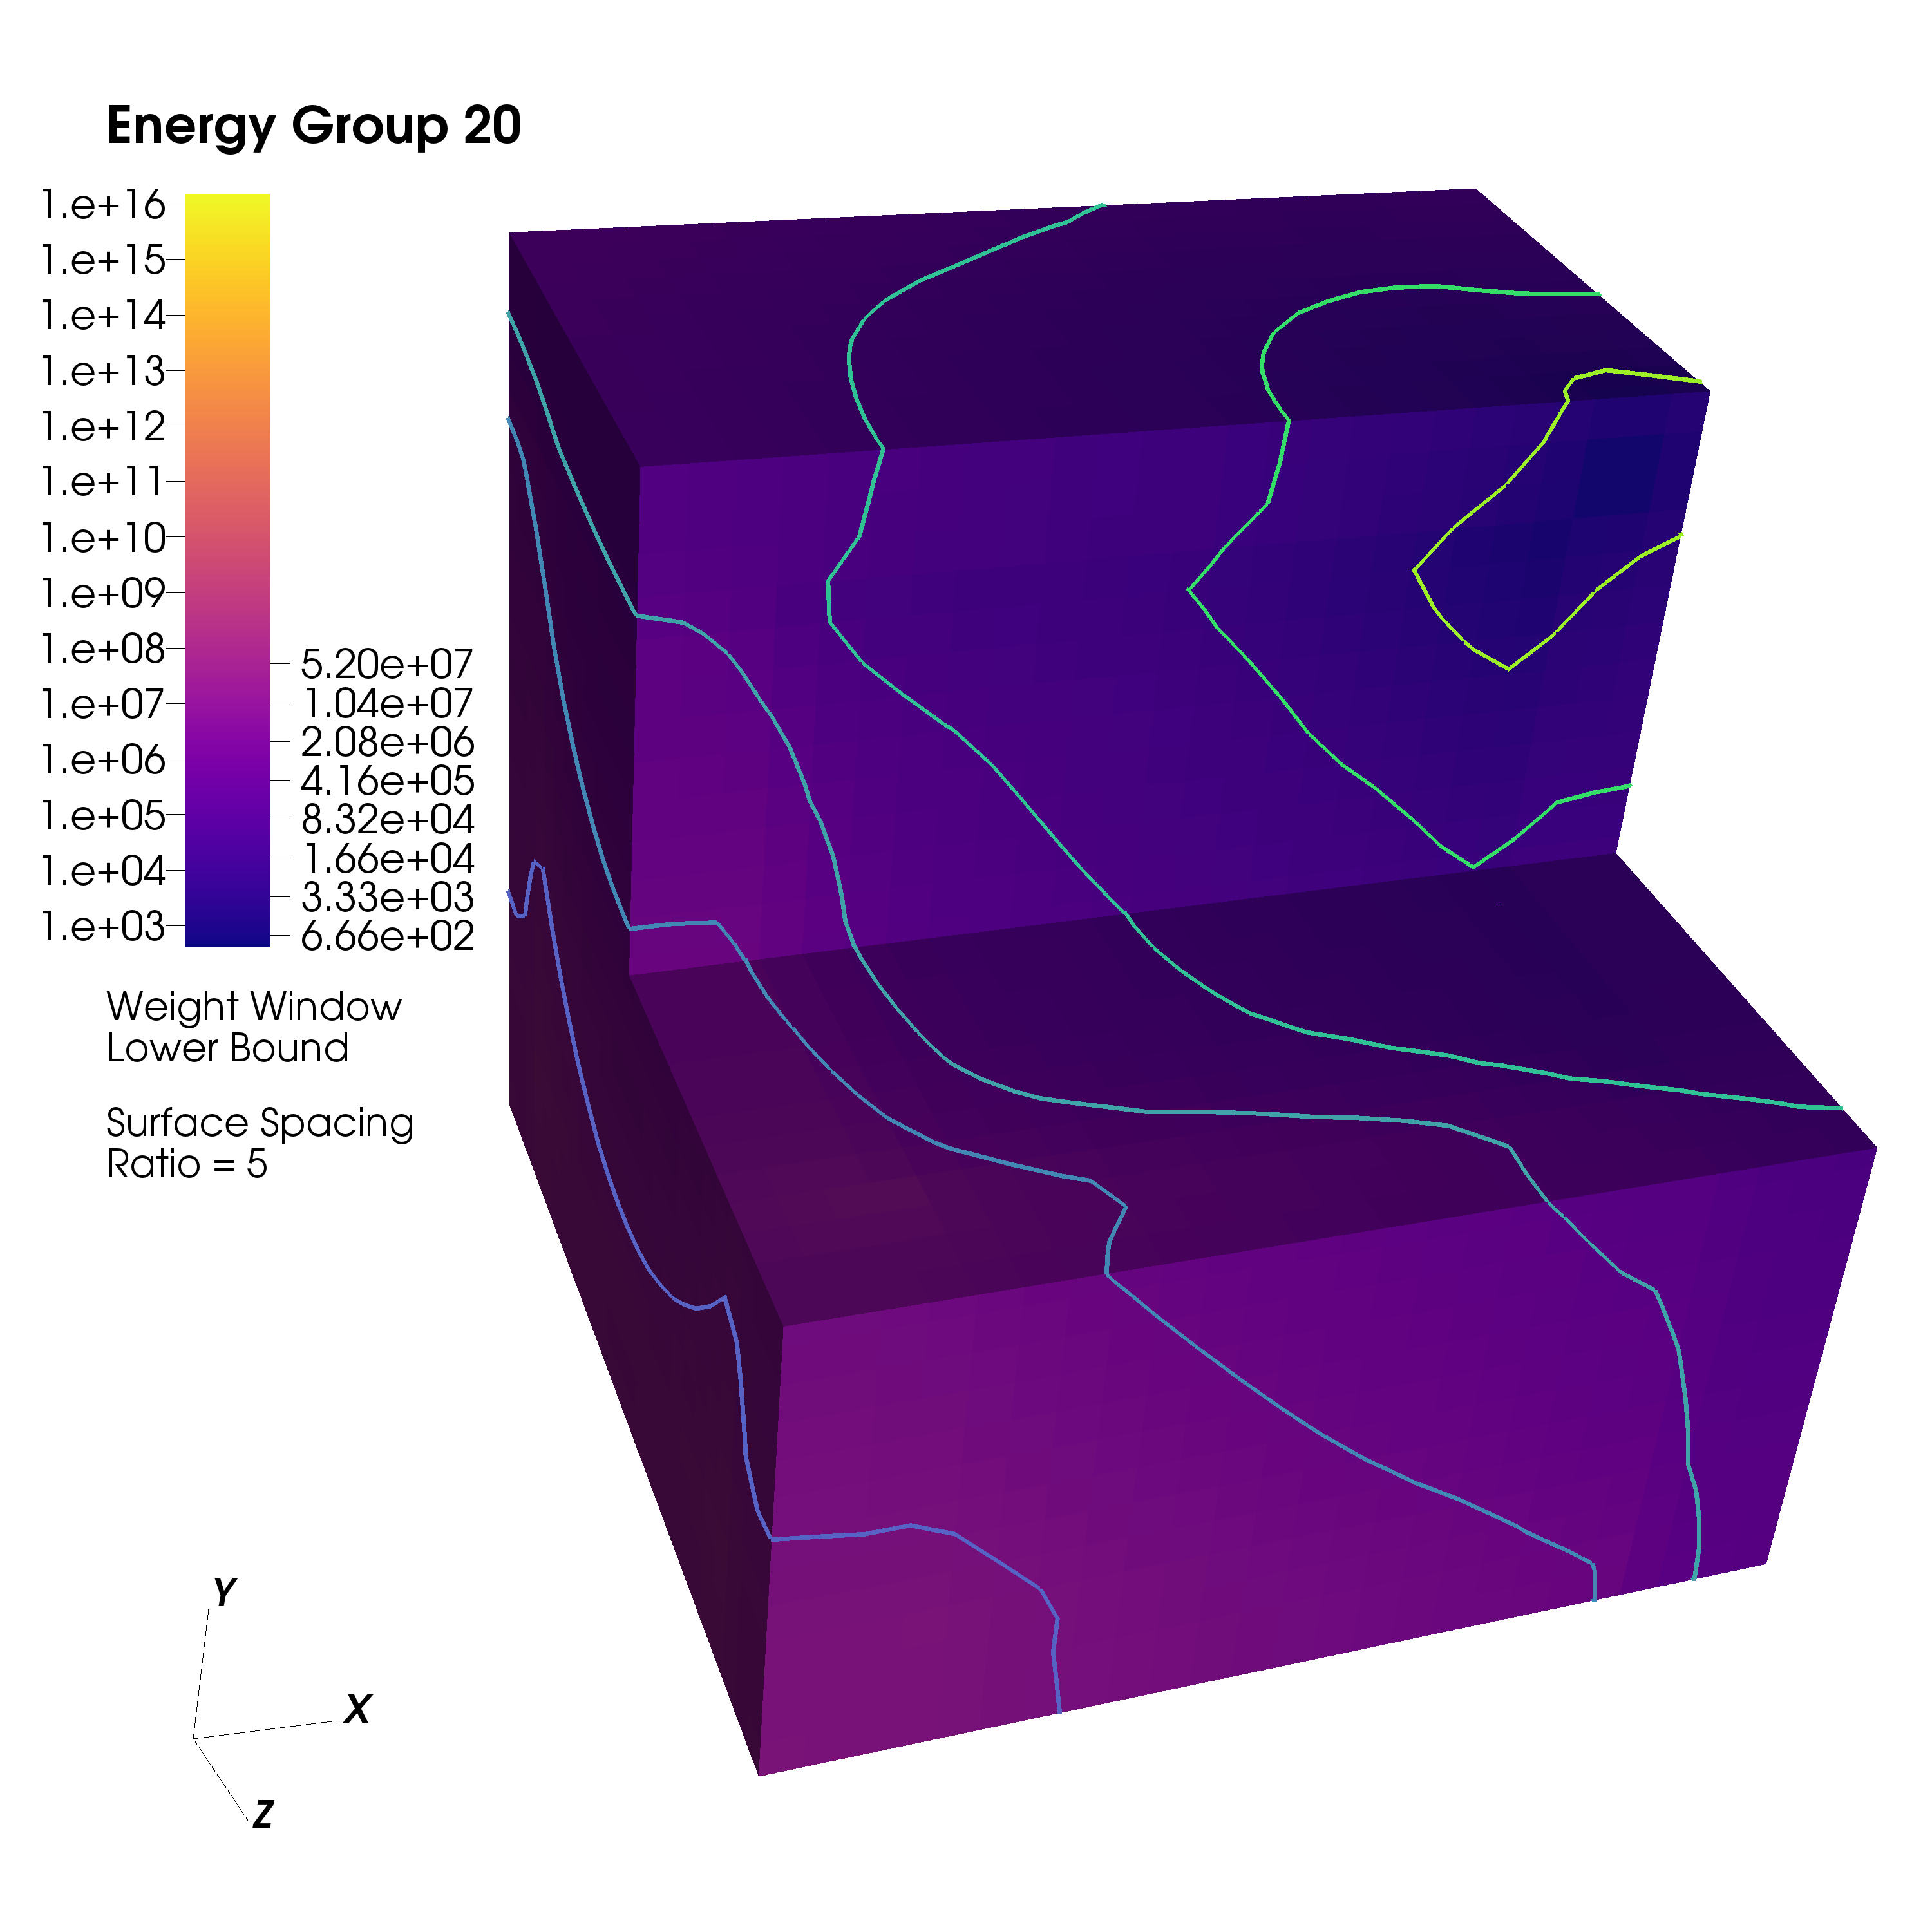 Energy Group 20
1.e+16
1.e+15
1.e+14
1.e+13
1.e+12
1.e+11
1.e+10
1.e+09
1.e+08
1.e+07
1.e+06
1.e+05
1.e+04
1.e+03
5.20e+07
1.04e+07
2.08e+06
4.16e+05
8.32e+04
1.66e+04
3.33e+03
6.66e+02
Weight Window
Lower Bound
Surface Spacing
Ratio = 5
Y
X
Z